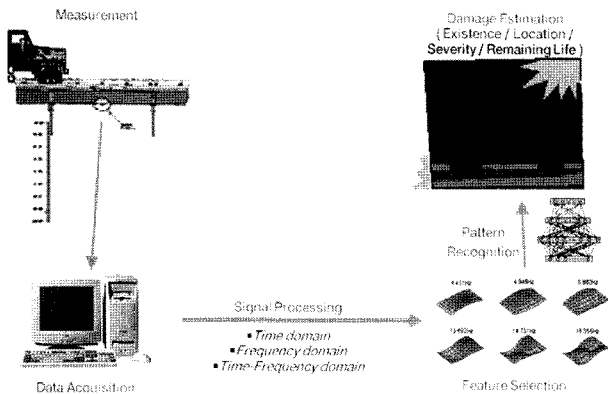 Measurement
Damage Estimation
( Existence / Location /
Severity / Remaining Life )
Pattern
Recognition
Signal Processing
▪Time domain
▪Frequency domain
▪Time-Frequency domain
Data Acquisition
Feature Selection